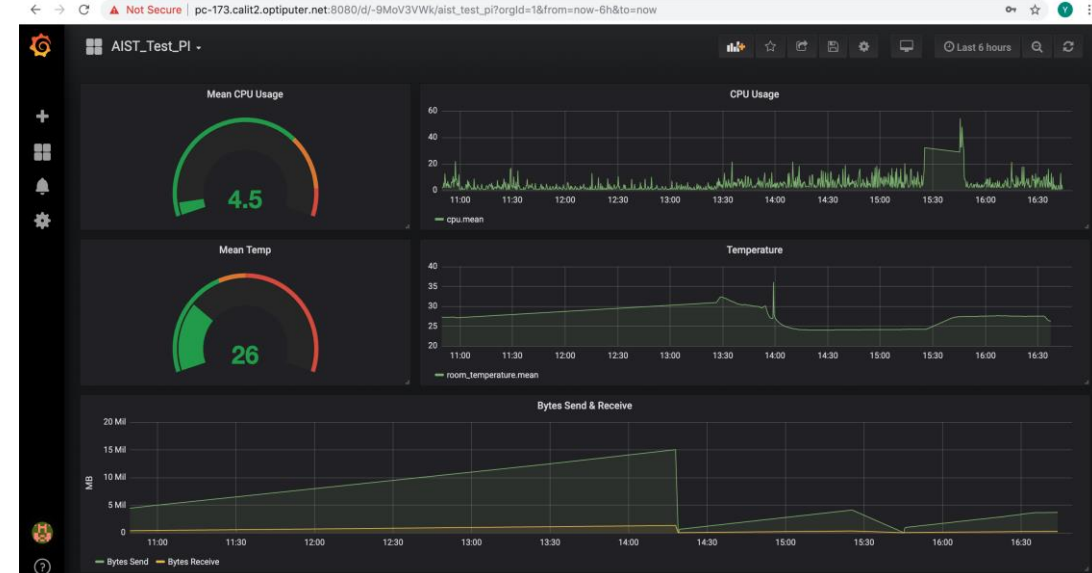 Not Secure | pc-173.calit2.optiputer.net:8080/d/-9MoV3VWk/aist_test_pi?orgId=1&from=now-6h&to=now
Y
AIST_Test_PI
Last 6 hours
Mean CPU Usage
4.5
CPU Usage
60
40
20
0
11:00 11:30 12:00 12:30 13:00 13:30 14:00 14:30 15:00 15:30 16:00 16:30
cpu.mean
Mean Temp
26
Temperature
40
35
30
25
20
11:00 11:30 12:00 12:30 13:00 13:30 14:00 14:30 15:00 15:30 16:00 16:30
room_temperature.mean
Bytes Send & Receive
MB
20 Mil
15 Mil
10 Mil
5 Mil
0
11:00 11:30 12:00 12:30 13:00 13:30 14:00 14:30 15:00 15:30 16:00 16:30
Bytes Send Bytes Receive